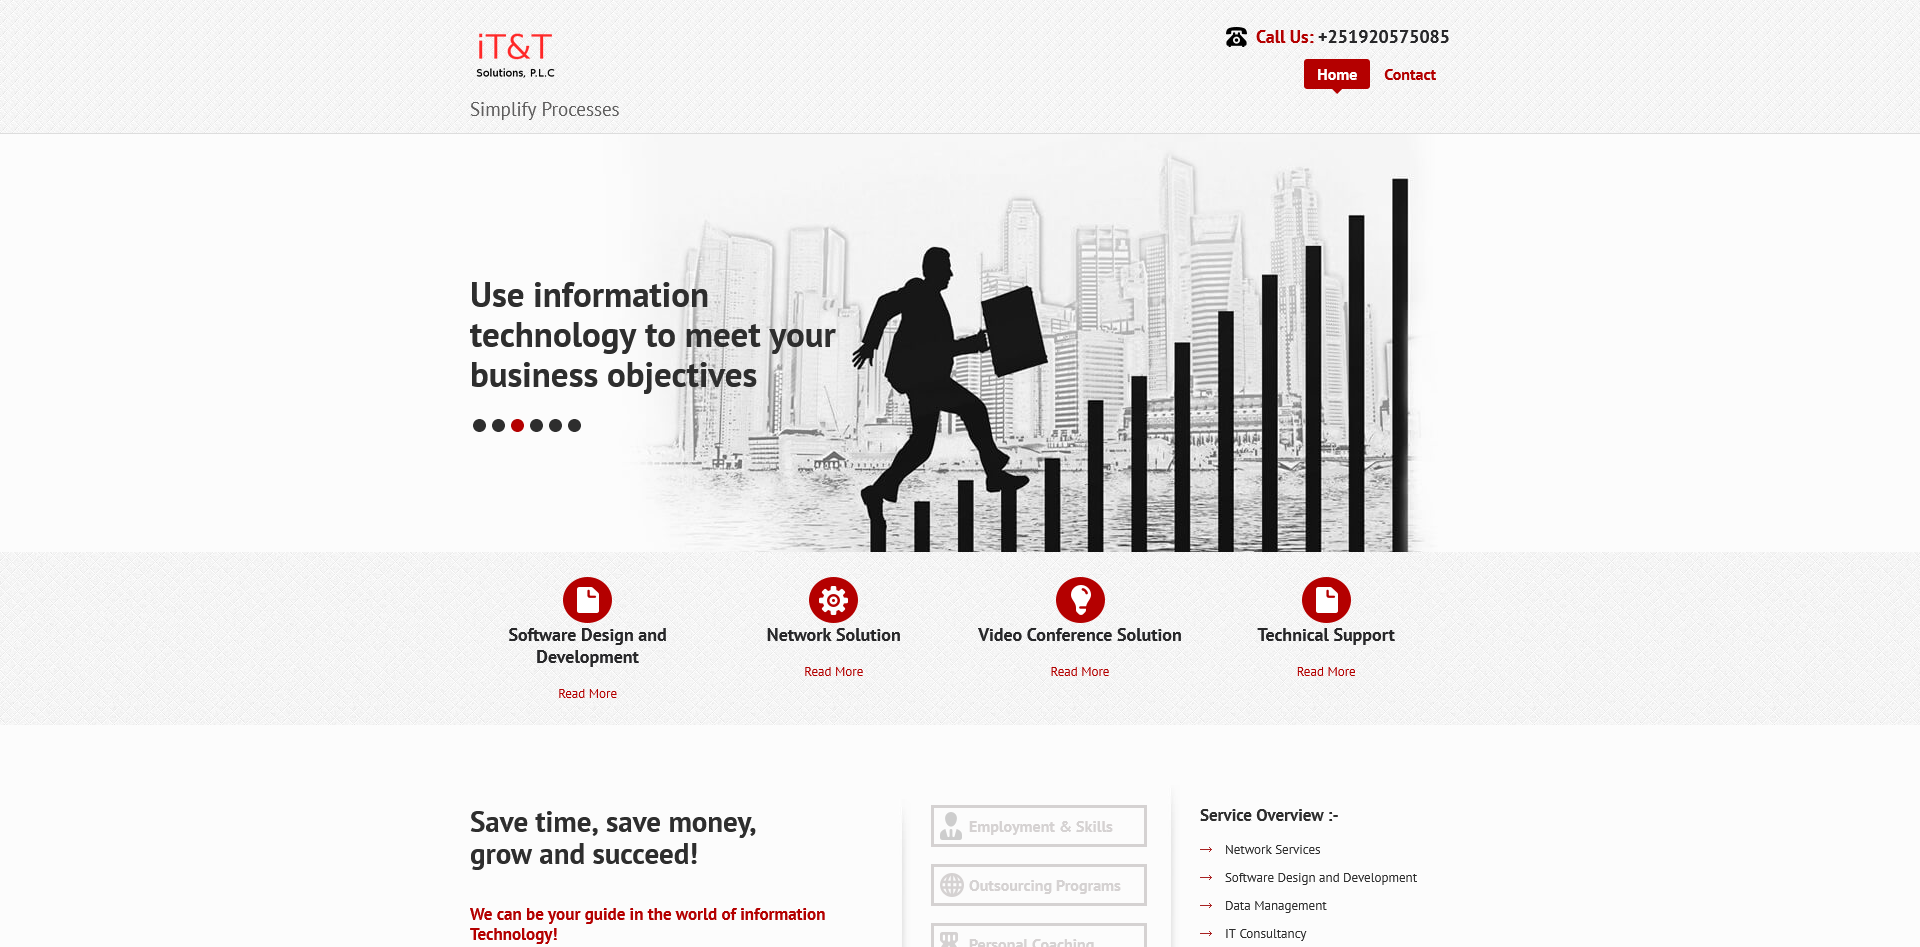 iT&T
Solutions, P.L.C
Simplify Processes
Call Us: +251920575085
Home
Contact
Use information
technology to meet your
business objectives
Software Design and
Development
Read More
Network Solution
Read More
Video Conference Solution
Read More
Technical Support
Read More
Save time, save money,
grow and succeed!
We can be your guide in the world of information
Technology!
Employment & Skills
Outsourcing Programs
Personal Coaching
Service Overview :-
Network Services
Software Design and Development
Data Management
IT Consultancy